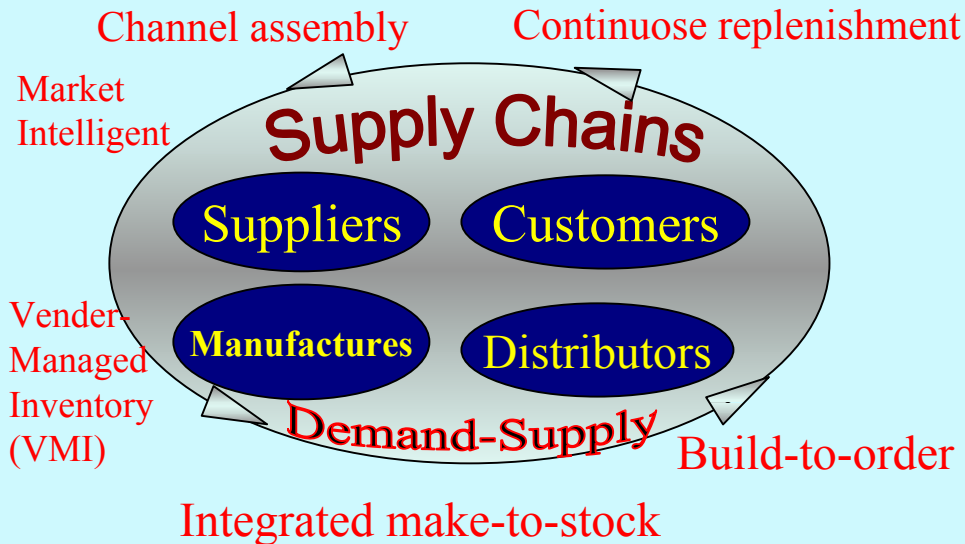 Channel assembly
Continuose replenishment
Market
Intelligent
Supply Chains
Suppliers
Customers
Vender-
Managed
Inventory
(VMI)
Manufactures
Distributors
Demand-Supply
Build-to-order
Integrated make-to-stock